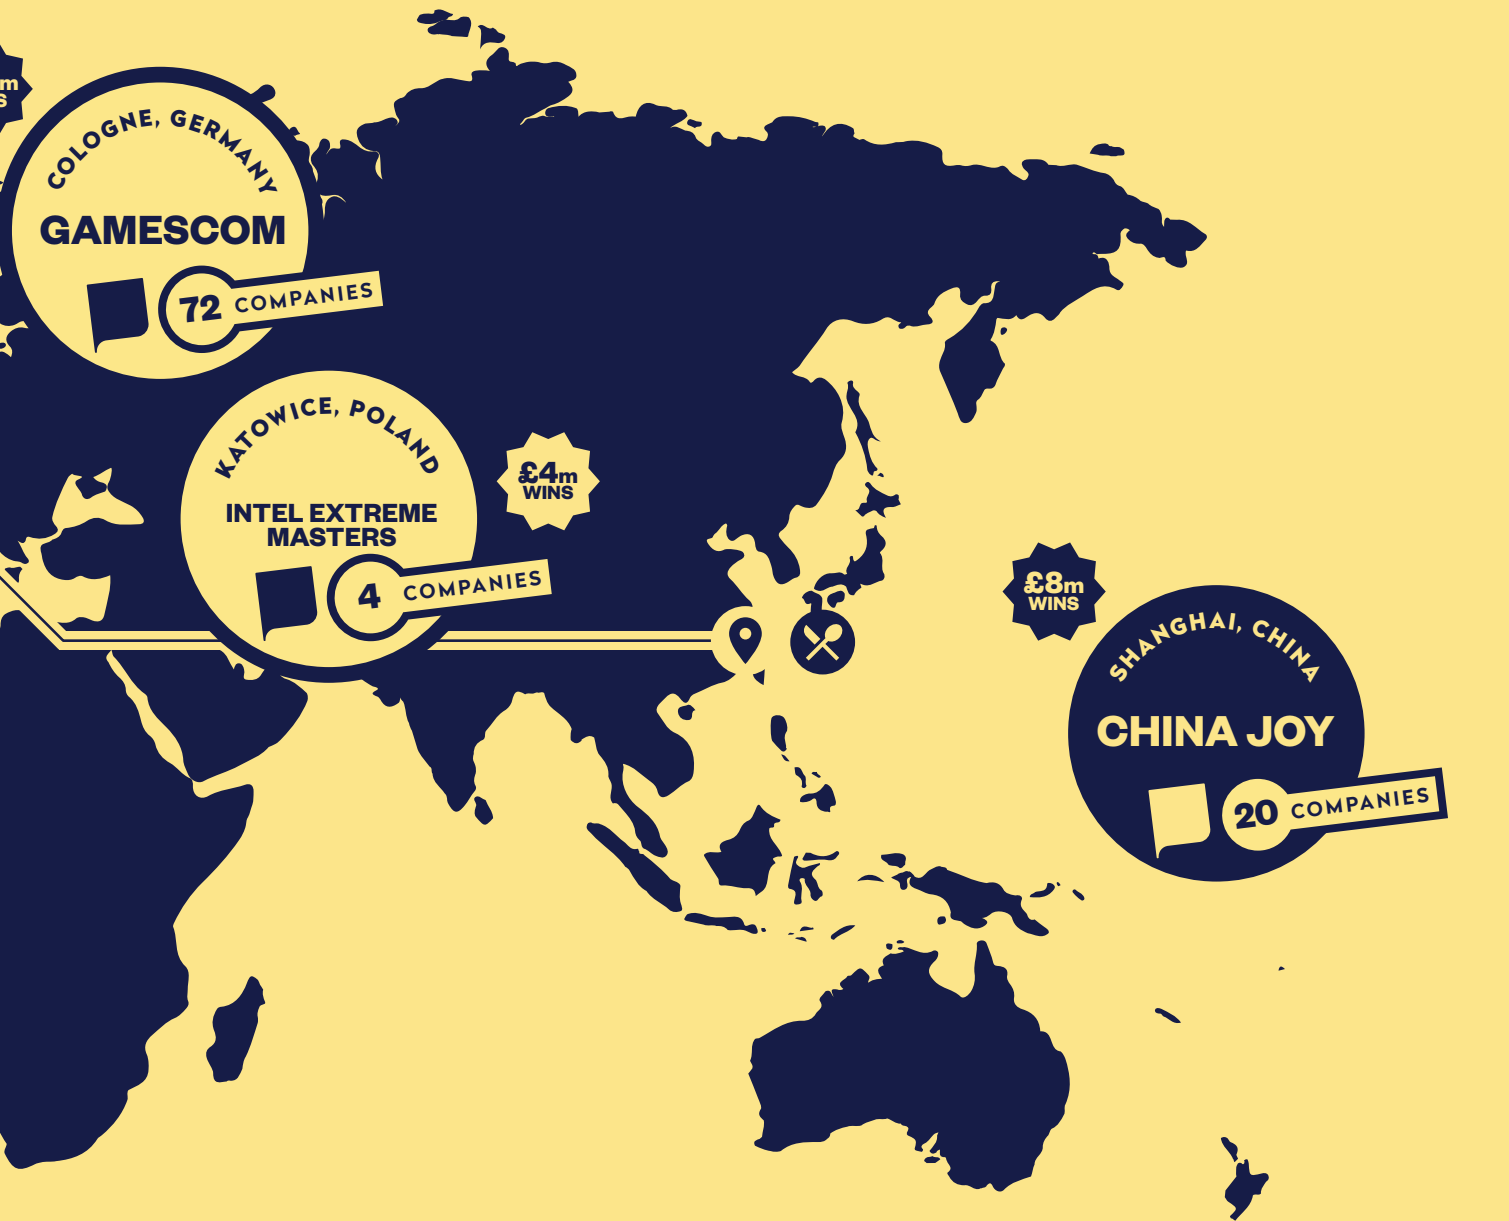 COLOGNE, GERMANY
GAMESCOM
72 COMPANIES
KATOWICE, POLAND
INTEL EXTREME
MASTERS
4 COMPANIES
£4m
WINS
£8m
WINS
SHANGHAI, CHINA
CHINA JOY
20 COMPANIES